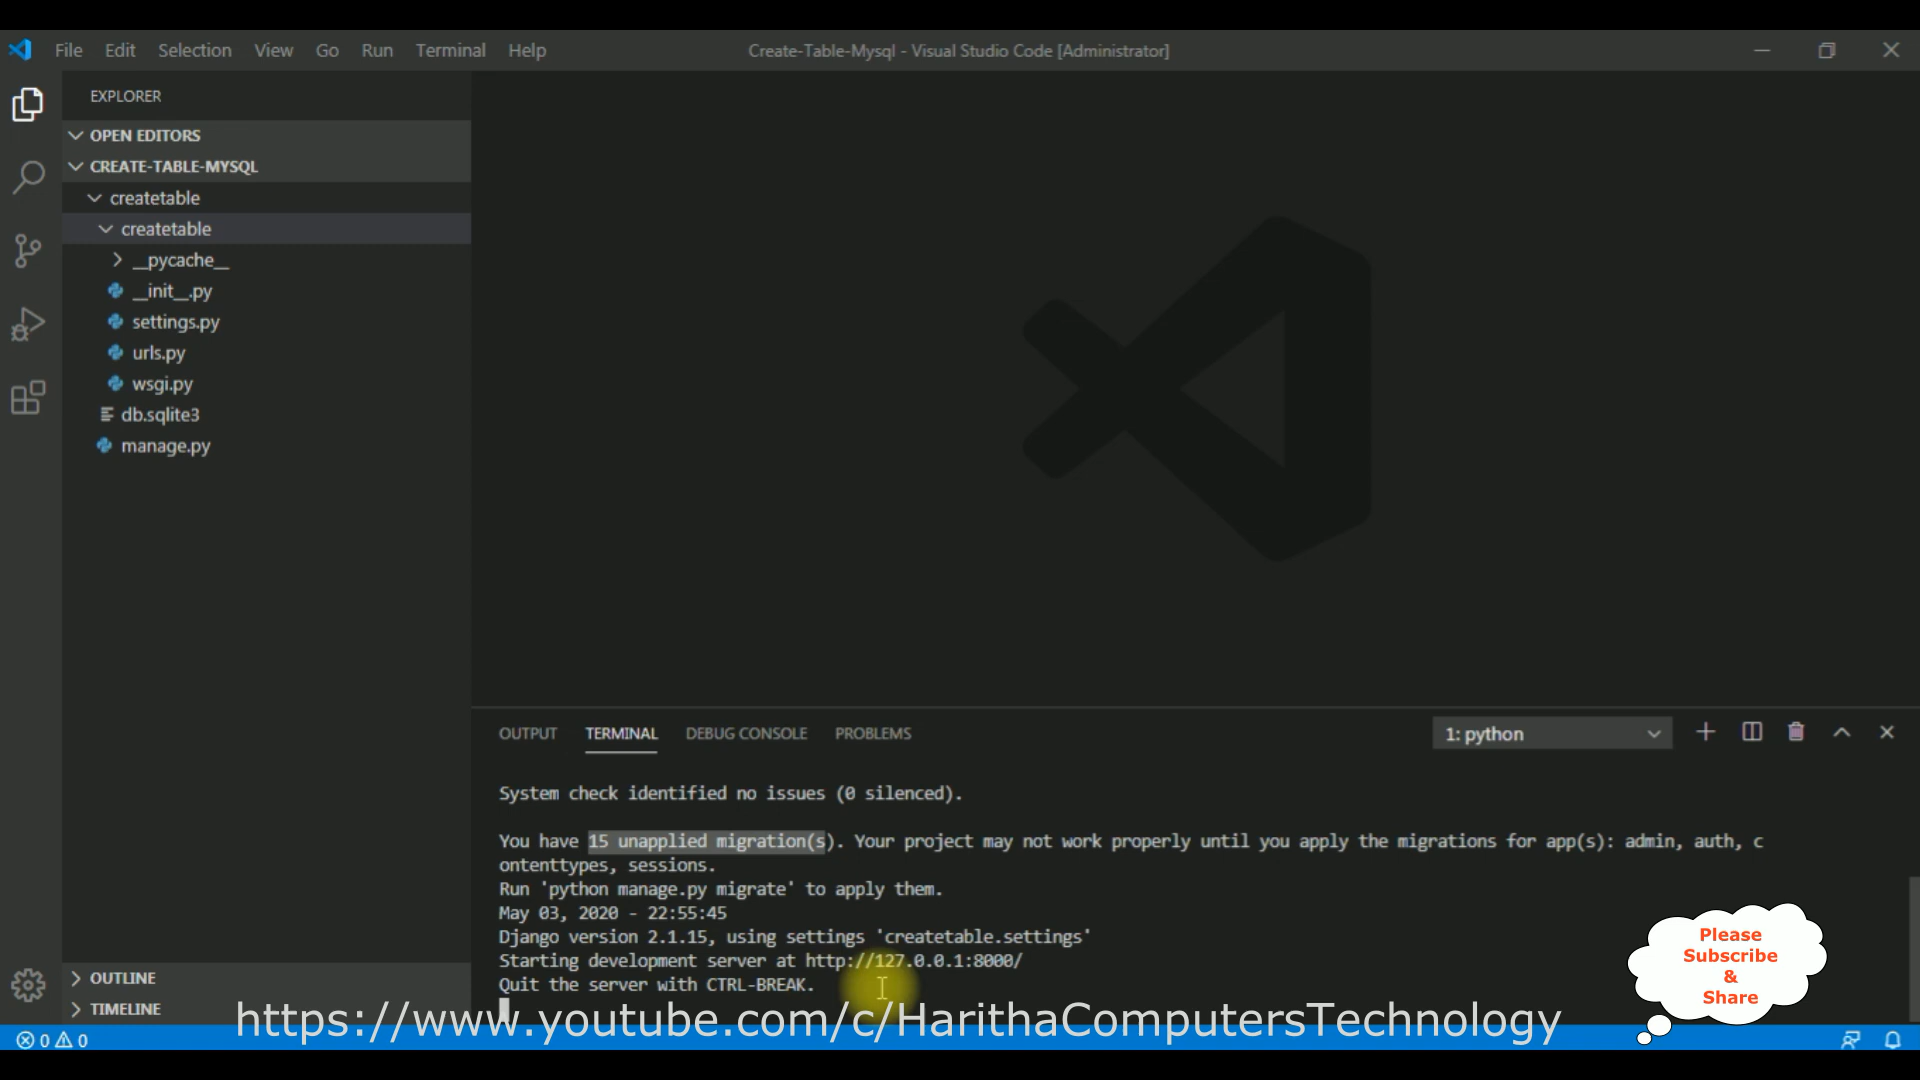 File Edit Selection View Go Run Terminal Help
Create-Table-Mysql - Visual Studio Code [Administrator]
EXPLORER
OPEN EDITORS
CREATE-TABLE-MYSQL
createtable
createtable
__pycache__
__init__.py
settings.py
urls.py
wsgi.py
db.sqlite3
manage.py
OUTLINE
TIMELINE
OUTPUT TERMINAL DEBUG CONSOLE PROBLEMS
1: python
System check identified no issues (0 silenced).
You have 15 unapplied migration(s). Your project may not work properly until you apply the migrations for app(s): admin, auth, c
ontenttypes, sessions.
Run 'python manage.py migrate' to apply them.
May 03, 2020 - 22:55:45
Django version 2.1.15, using settings 'createtable.settings'
Starting development server at http://127.0.0.1:8000/
Quit the server with CTRL-BREAK.
Please
Subscribe
&
Share
https://www.youtube.com/c/HarithaComputersTechnology
0 0